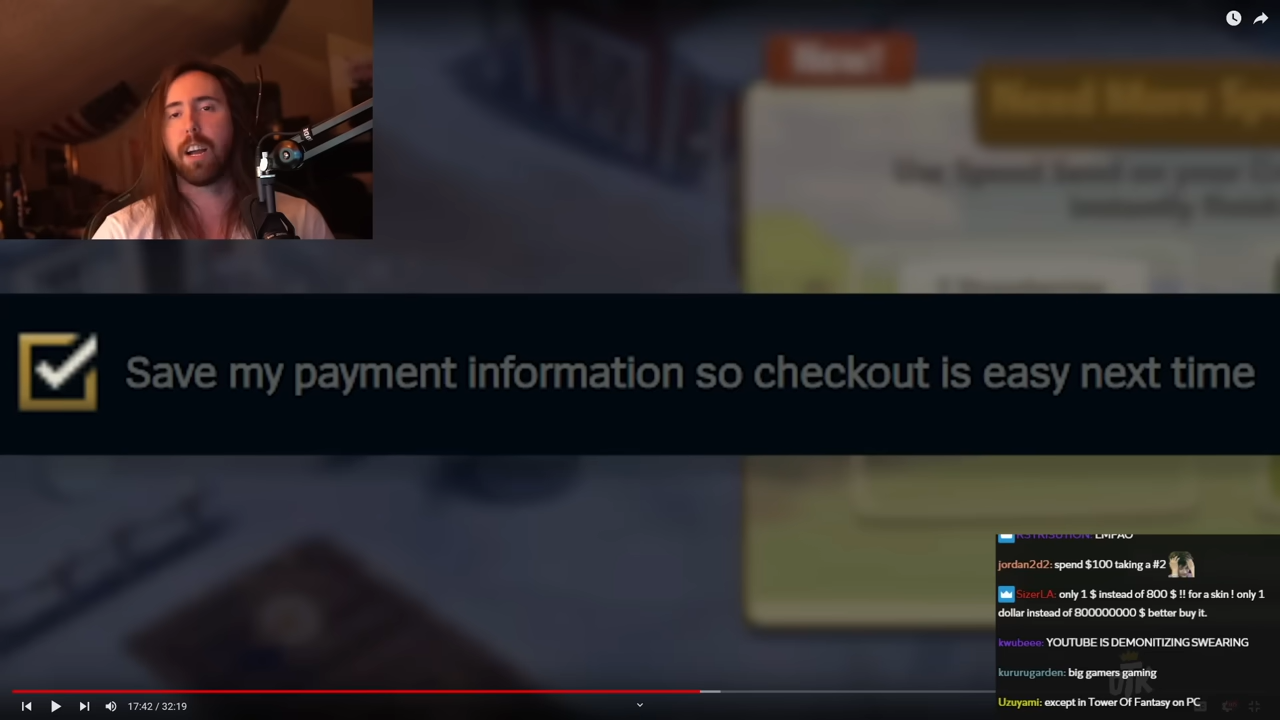 New!
Save my payment information so checkout is easy next time
LMFAO
jordan2d2: spend $100 taking a #2
SizerLA: only 1 $ instead of 800 $ !! for a skin ! only 1
dollar instead of 800000000 $ better buy it.
kwubeee: YOUTUBE IS DEMONITIZING SWEARING
kururugarden: big gamers gaming
Uzuyami: except in Tower Of Fantasy on PC
17:42 / 32:19